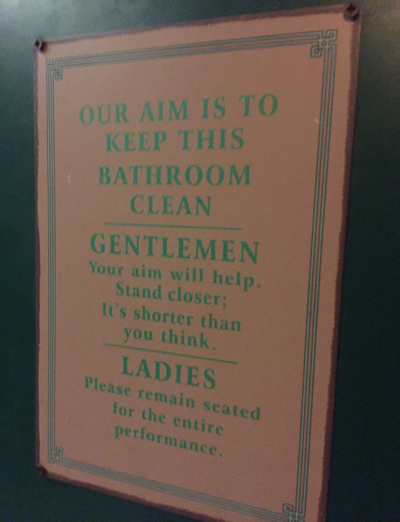 OUR AIM IS TO
KEEP THIS
BATHROOM
CLEAN
GENTLEMEN
Your aim will help.
Stand closer;
It's shorter than
you think.
LADIES
Please remain seated
for the entire
performance.